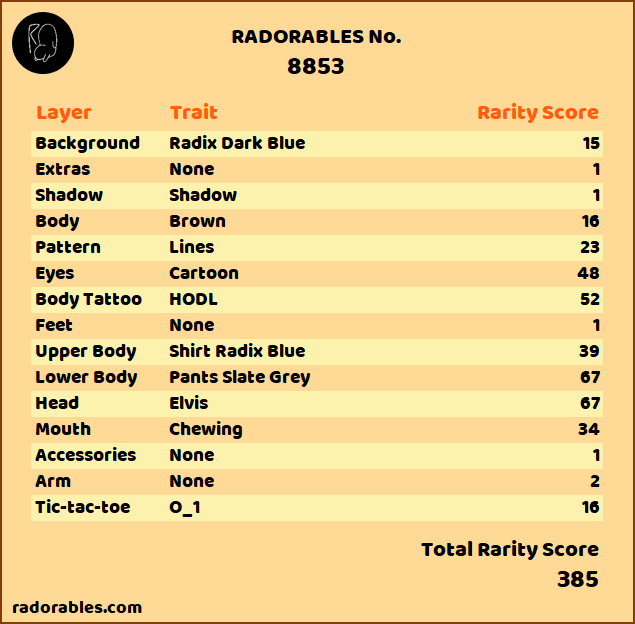 RADORABLES No.
8853
Layer Trait Rarity Score
Background Radix Dark Blue 15
Extras None 1
Shadow Shadow 1
Body Brown 16
Pattern Lines 23
Eyes Cartoon 48
Body Tattoo HODL 52
Feet None 1
Upper Body Shirt Radix Blue 39
Lower Body Pants Slate Grey 67
Head Elvis 67
Mouth Chewing 34
Accessories None 1
Arm None 2
Tic-tac-toe O_1 16
Total Rarity Score
385
radorables.com